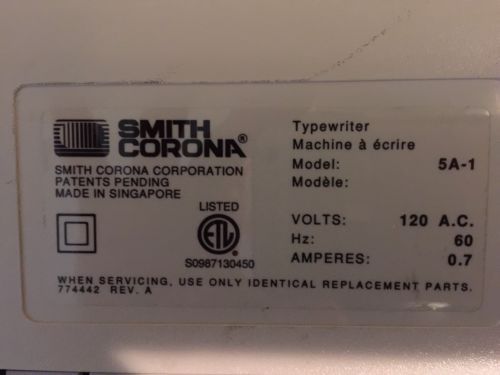 SMITH
CORONA®
SMITH CORONA CORPORATION
PATENTS PENDING
MADE IN SINGAPORE
LISTED
ETL
S0987130450
Typewriter
Machine à écrire
Model: 5A-1
Modèle:
VOLTS: 120 A.C.
Hz: 60
AMPERES: 0.7
WHEN SERVICING, USE ONLY IDENTICAL REPLACEMENT PARTS.
774442 REV. A